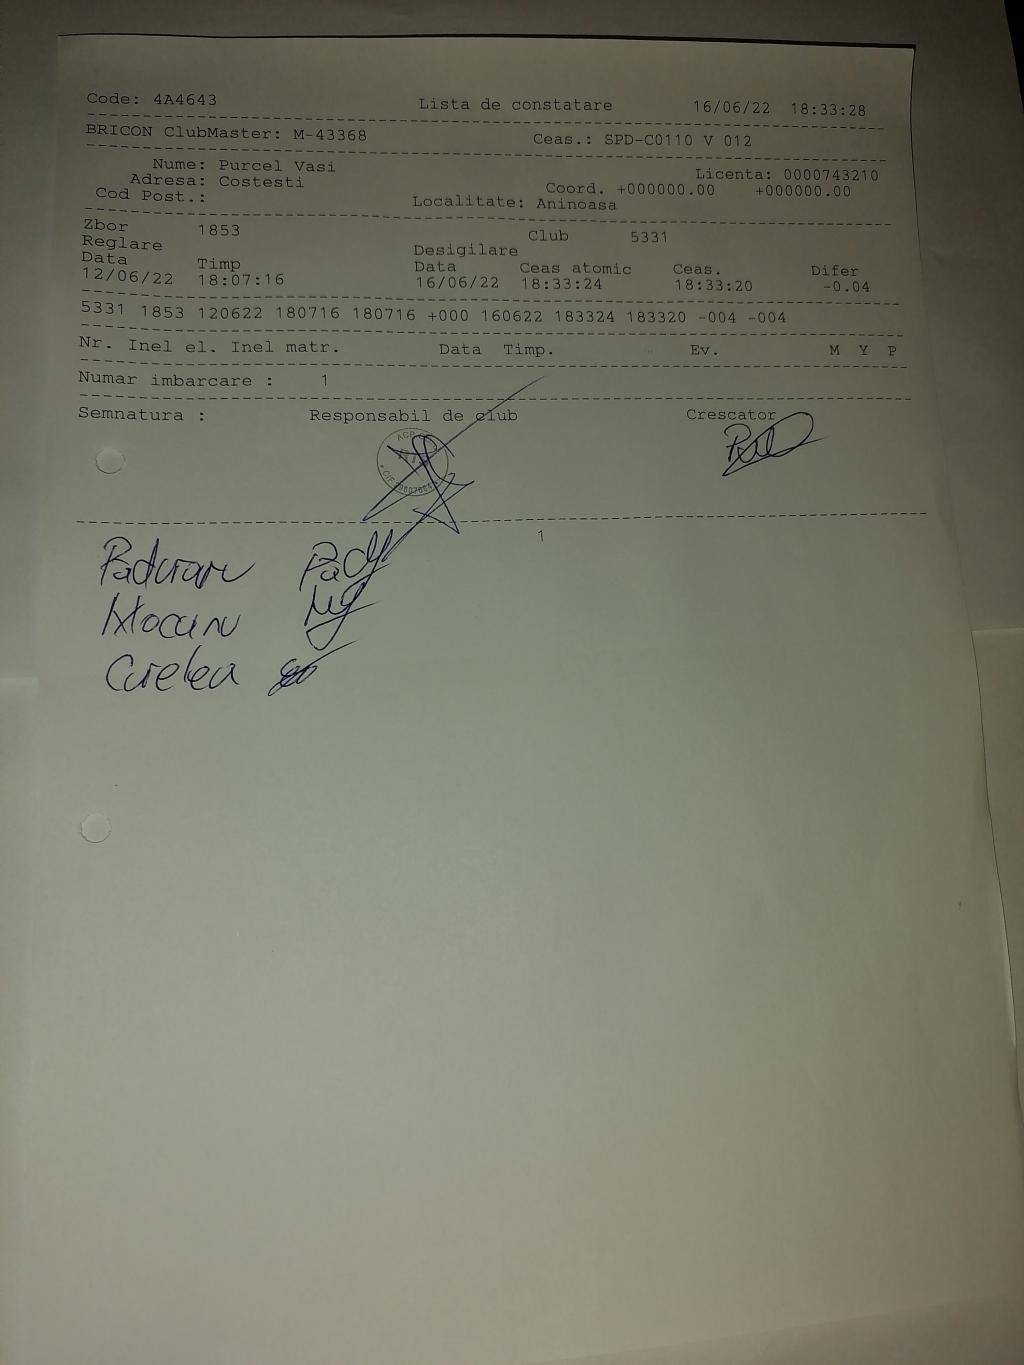 Code: 4A4643 Lista de constatare 16/06/22 18:33:28
BRICON ClubMaster: M-43368 Ceas.: SPD-C0110 V 012
Nume: Purcel Vasi Licenta: 0000743210
Adresa: Costesti Coord. +000000.00 +000000.00
Cod Post.: Localitate: Aninoasa
Zbor 1853 Club 5331
Reglare Desigilare
Data Timp Data Ceas atomic Ceas. Difer
12/06/22 18:07:16 16/06/22 18:33:24 18:33:20 -0.04
5331 1853 120622 180716 180716 +000 160622 183324 183320 -004 -004
Nr. Inel el. Inel matr. Data Timp. Ev. M Y P
Numar imbarcare : 1
Semnatura : Responsabil de club Crescator
ACP
1
Paduraru
Mocanu
Curelea